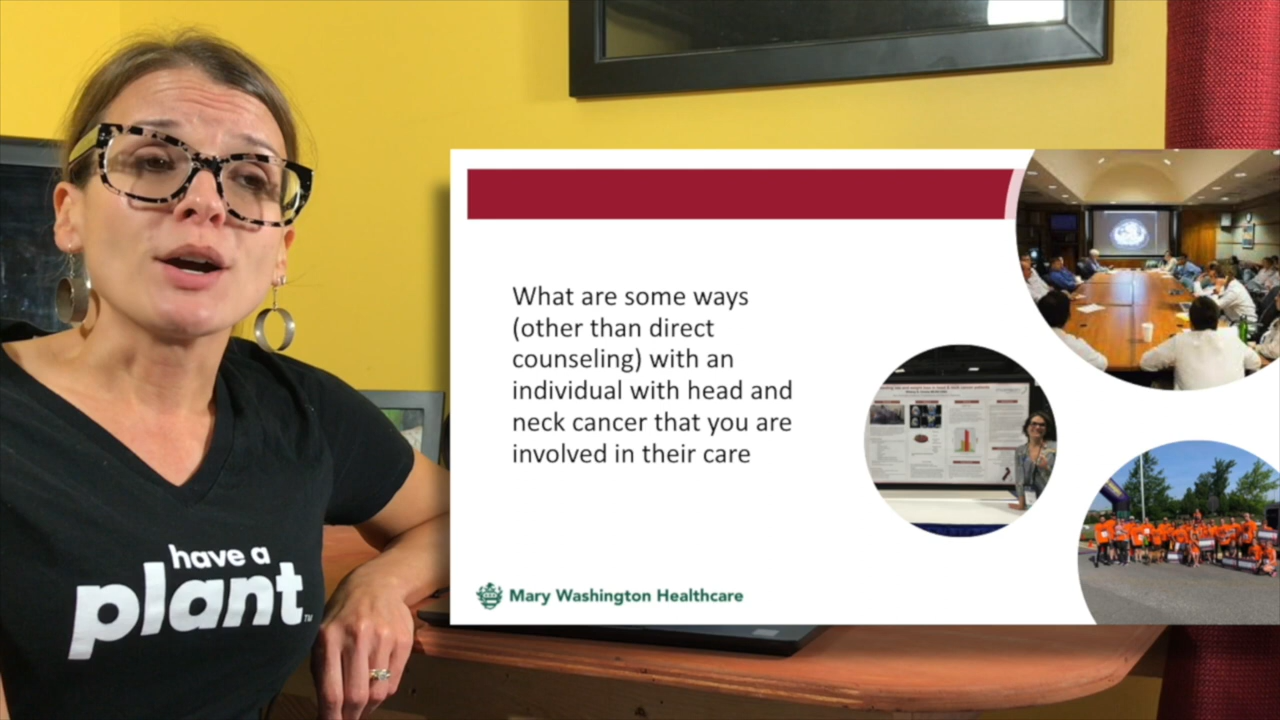 have a
plant™
What are some ways
(other than direct
counseling) with an
individual with head and
neck cancer that you are
involved in their care
Mary Washington Healthcare